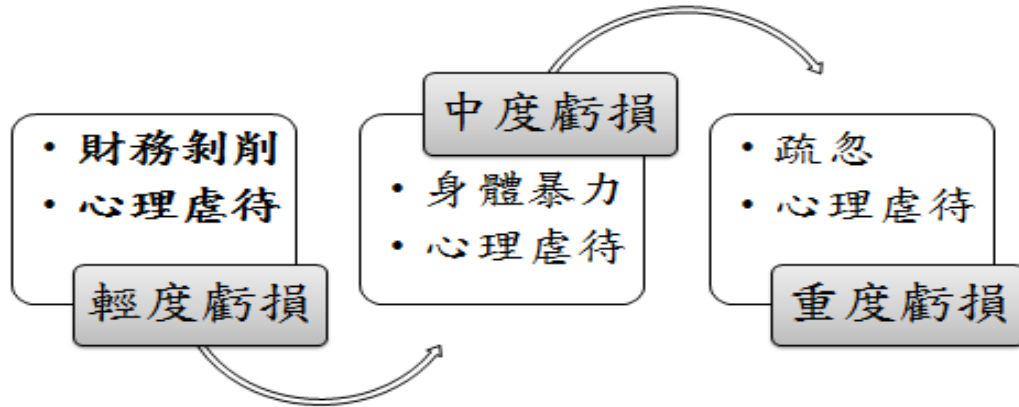 • 財務剝削
• 心理虐待
輕度虧損
中度虧損
• 身體暴力
• 心理虐待
• 疏忽
• 心理虐待
重度虧損